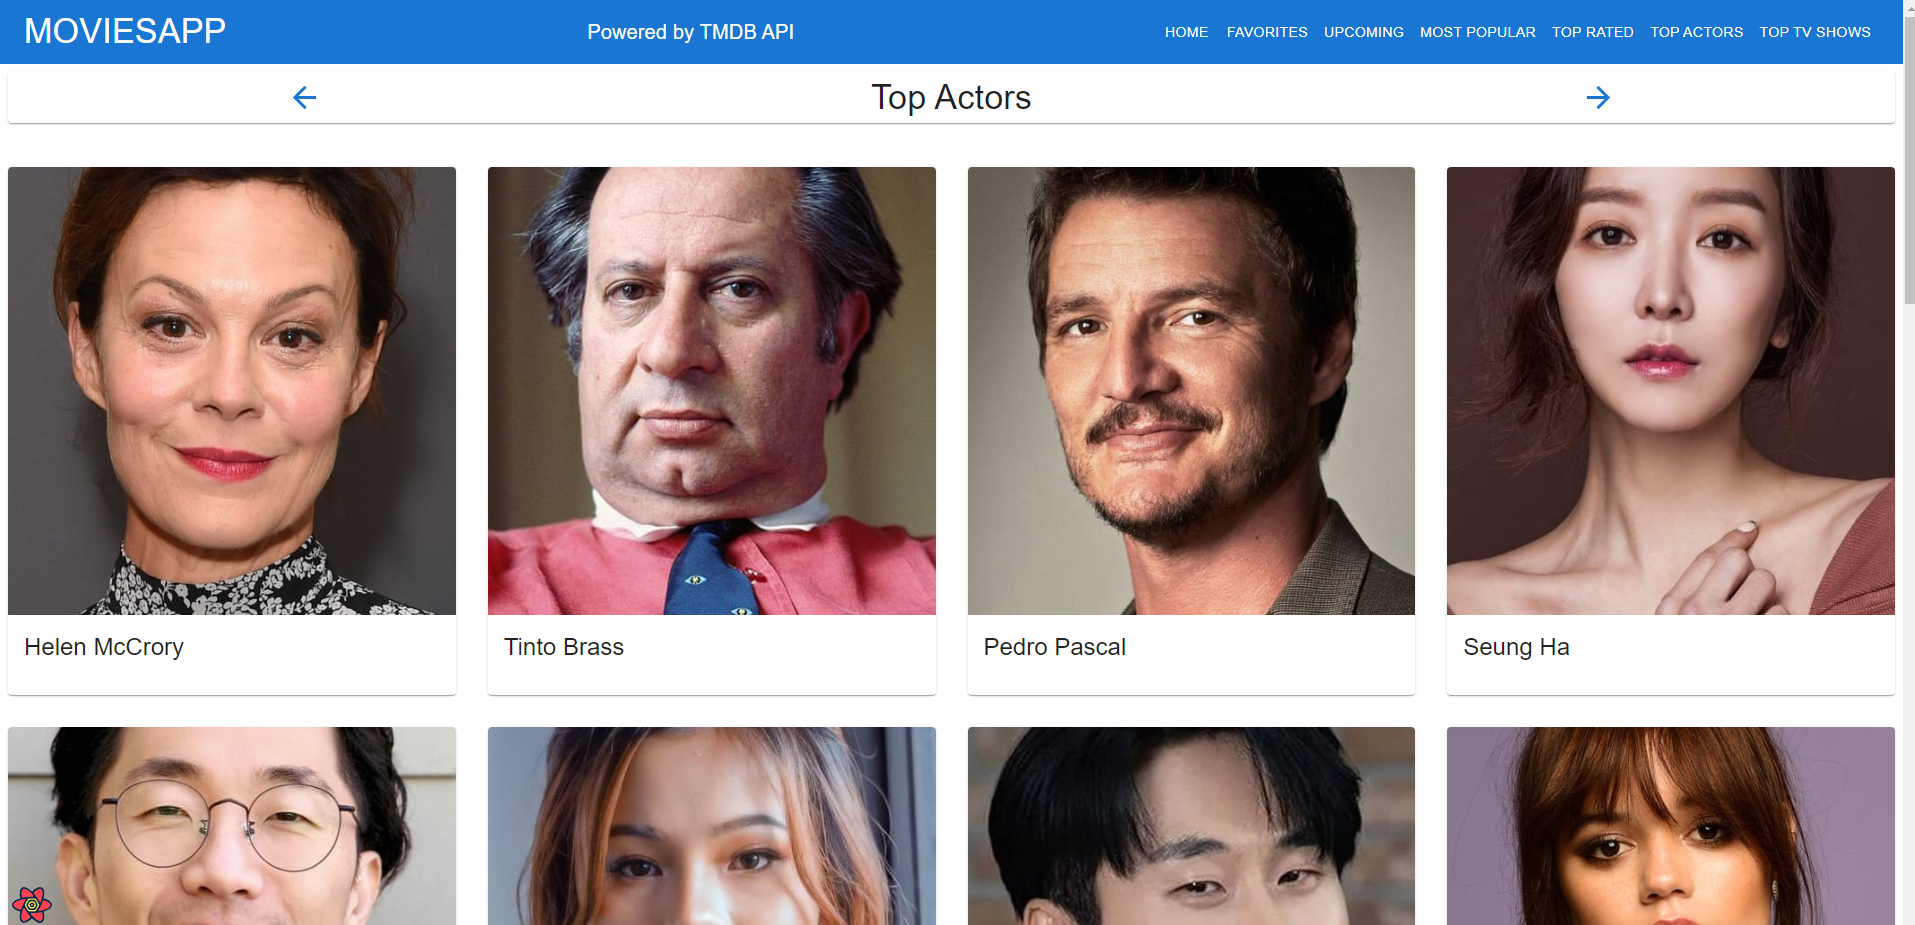 MOVIESAPP
Powered by TMDB API
HOME FAVORITES UPCOMING MOST POPULAR TOP RATED TOP ACTORS TOP TV SHOWS
Top Actors
Helen McCrory
Tinto Brass
Pedro Pascal
Seung Ha